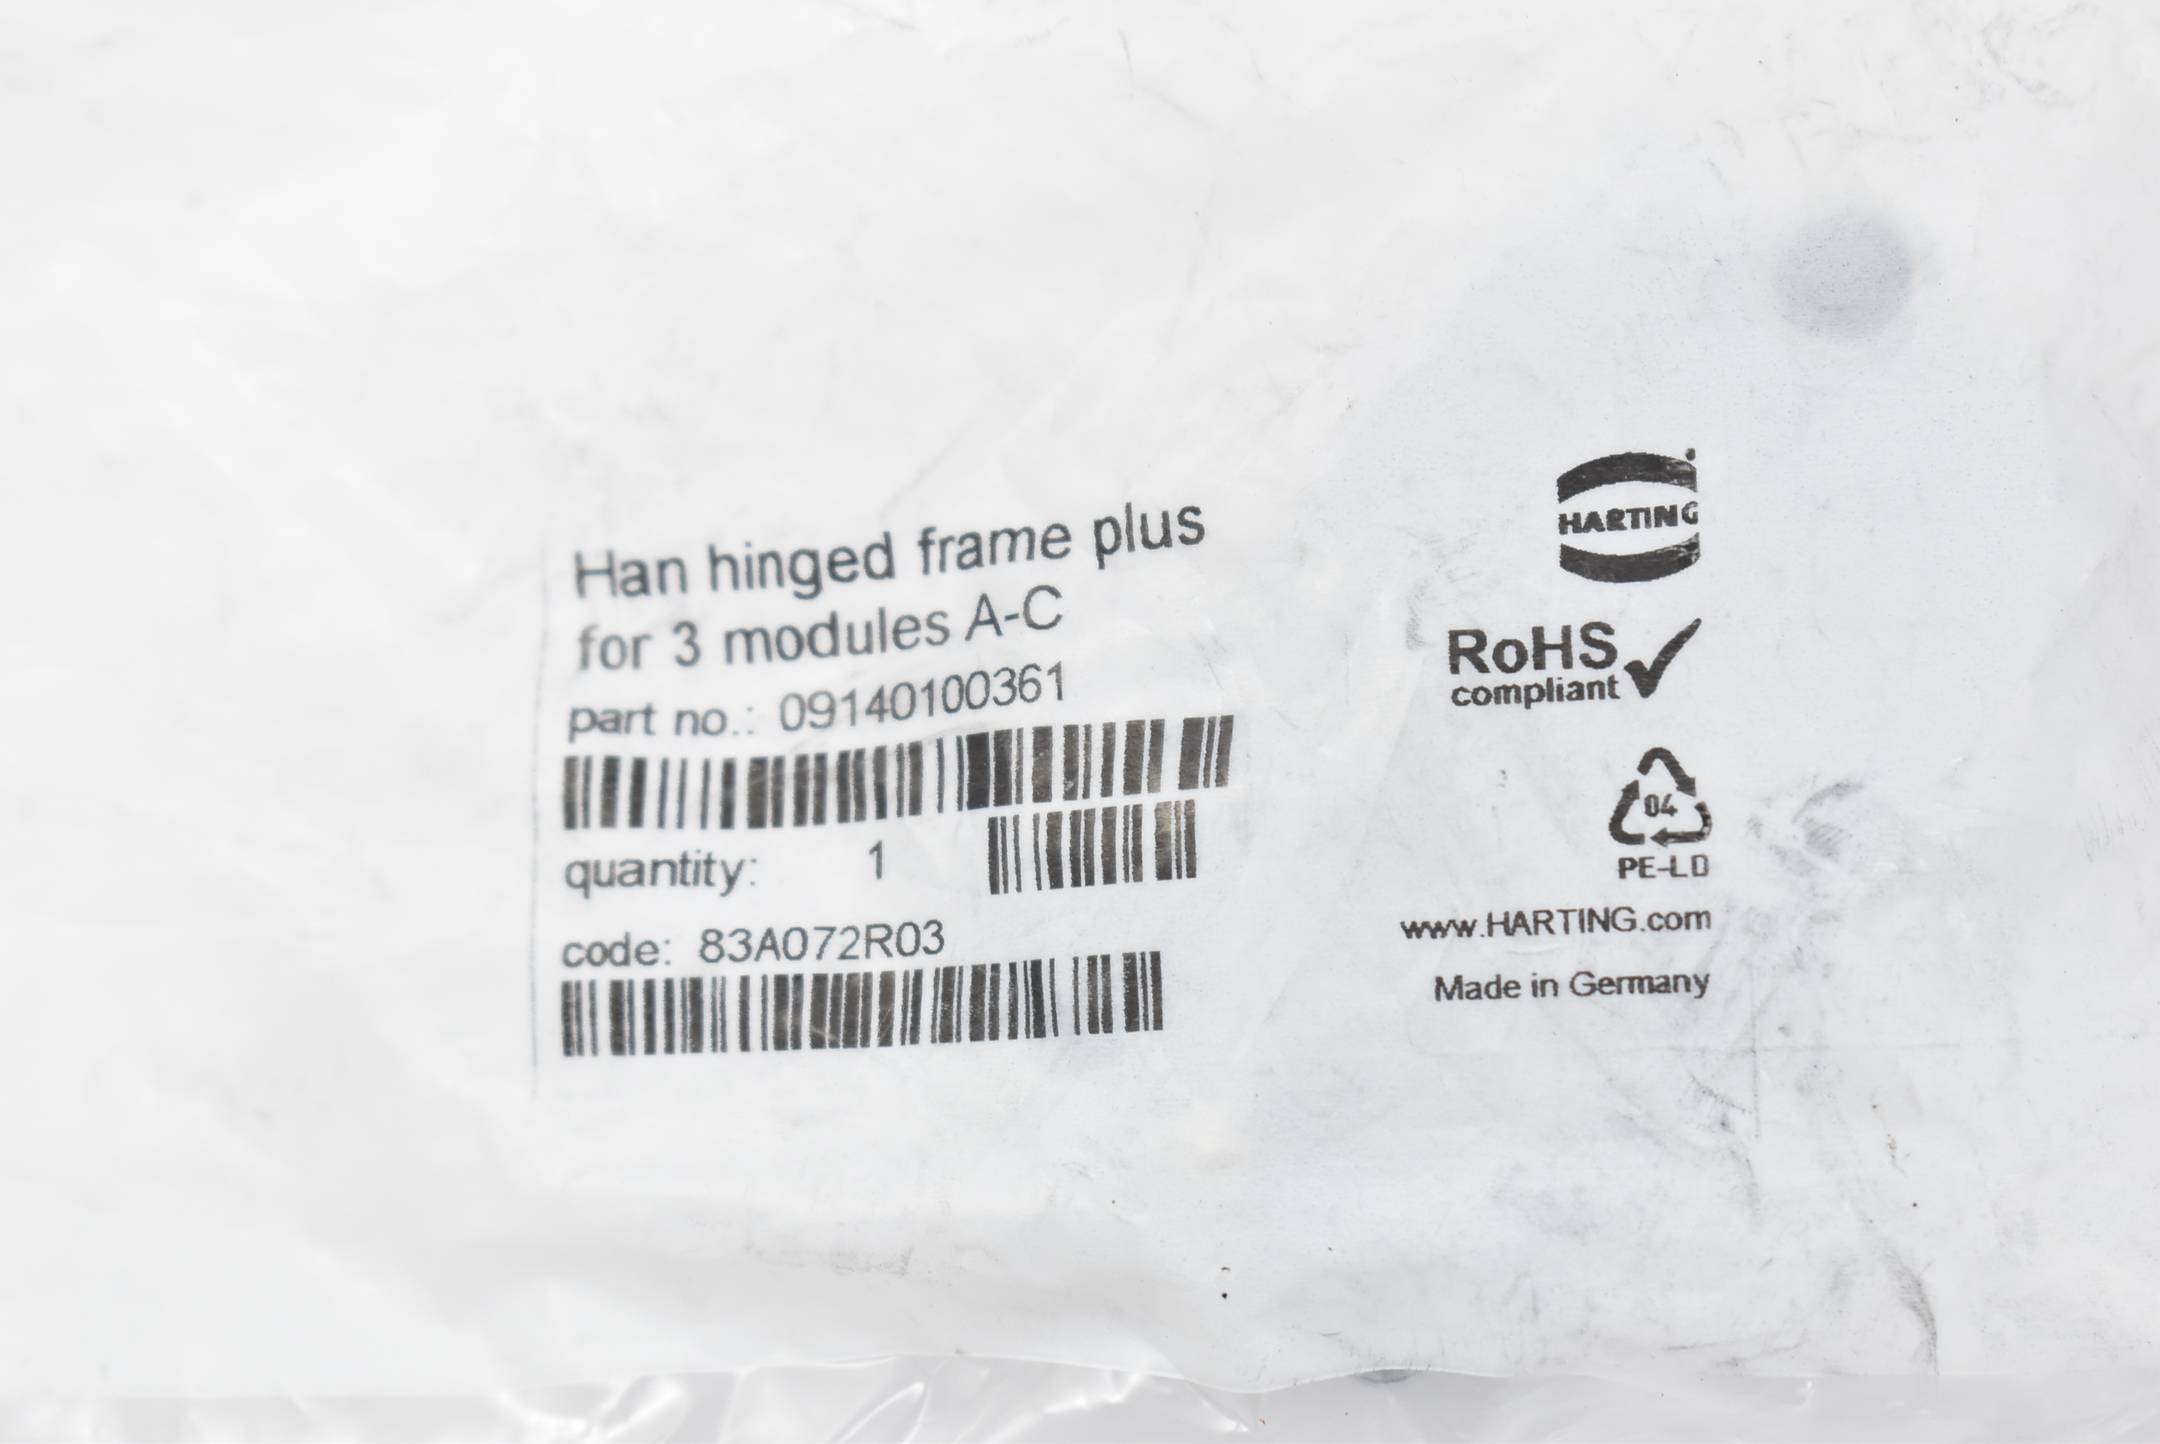 Han hinged frame plus
for 3 modules A-C
part no.: 09140100361
quantity: 1
code: 83A072R03
HARTING
RoHS
compliant
04
PE-LD
www.HARTING.com
Made in Germany